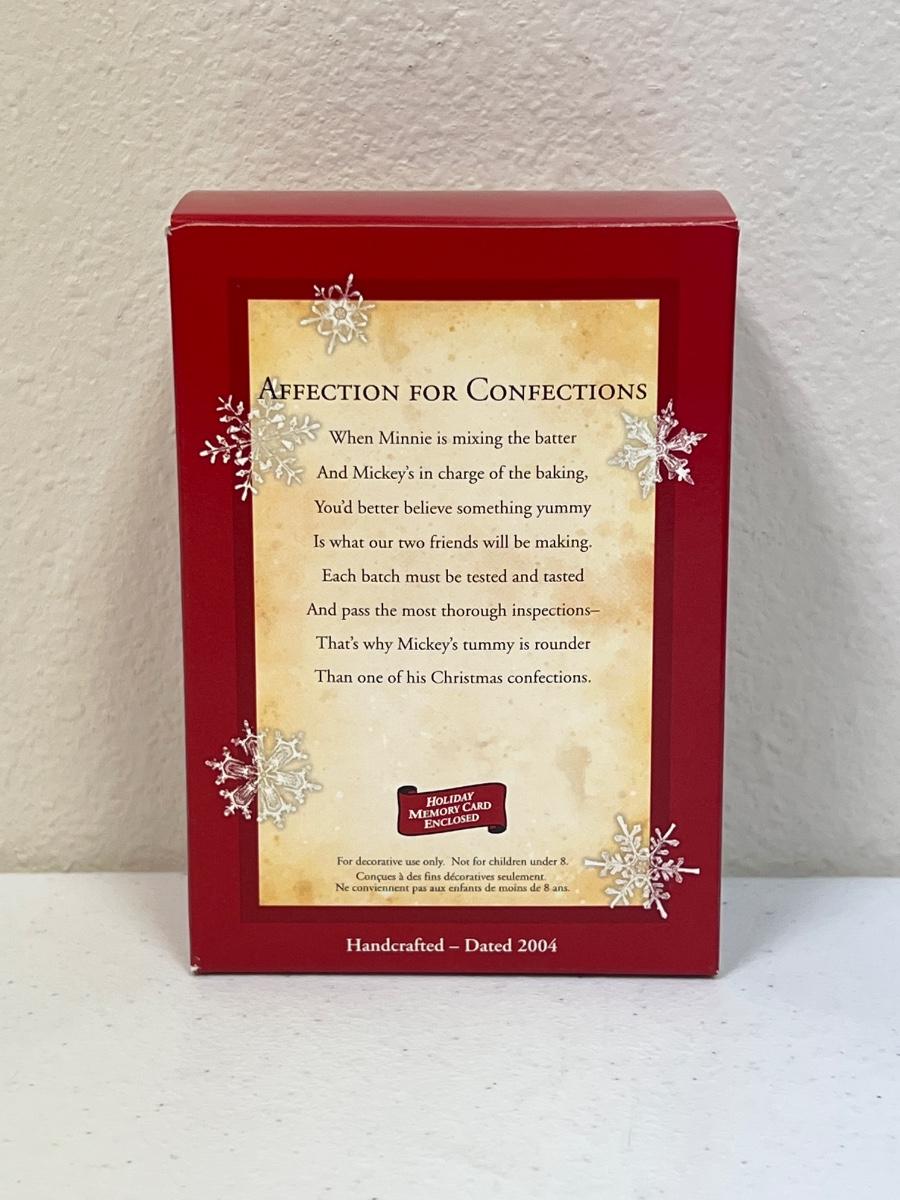 Affection for Confections
When Minnie is mixing the batter
And Mickey's in charge of the baking,
You'd better believe something yummy
Is what our two friends will be making.
Each batch must be tested and tasted
And pass the most thorough inspections–
That's why Mickey's tummy is rounder
Than one of his Christmas confections.
Holiday
Memory Card
Enclosed
For decorative use only. Not for children under 8.
Conçues à des fins décoratives seulement.
Ne conviennent pas aux enfants de moins de 8 ans.
Handcrafted – Dated 2004